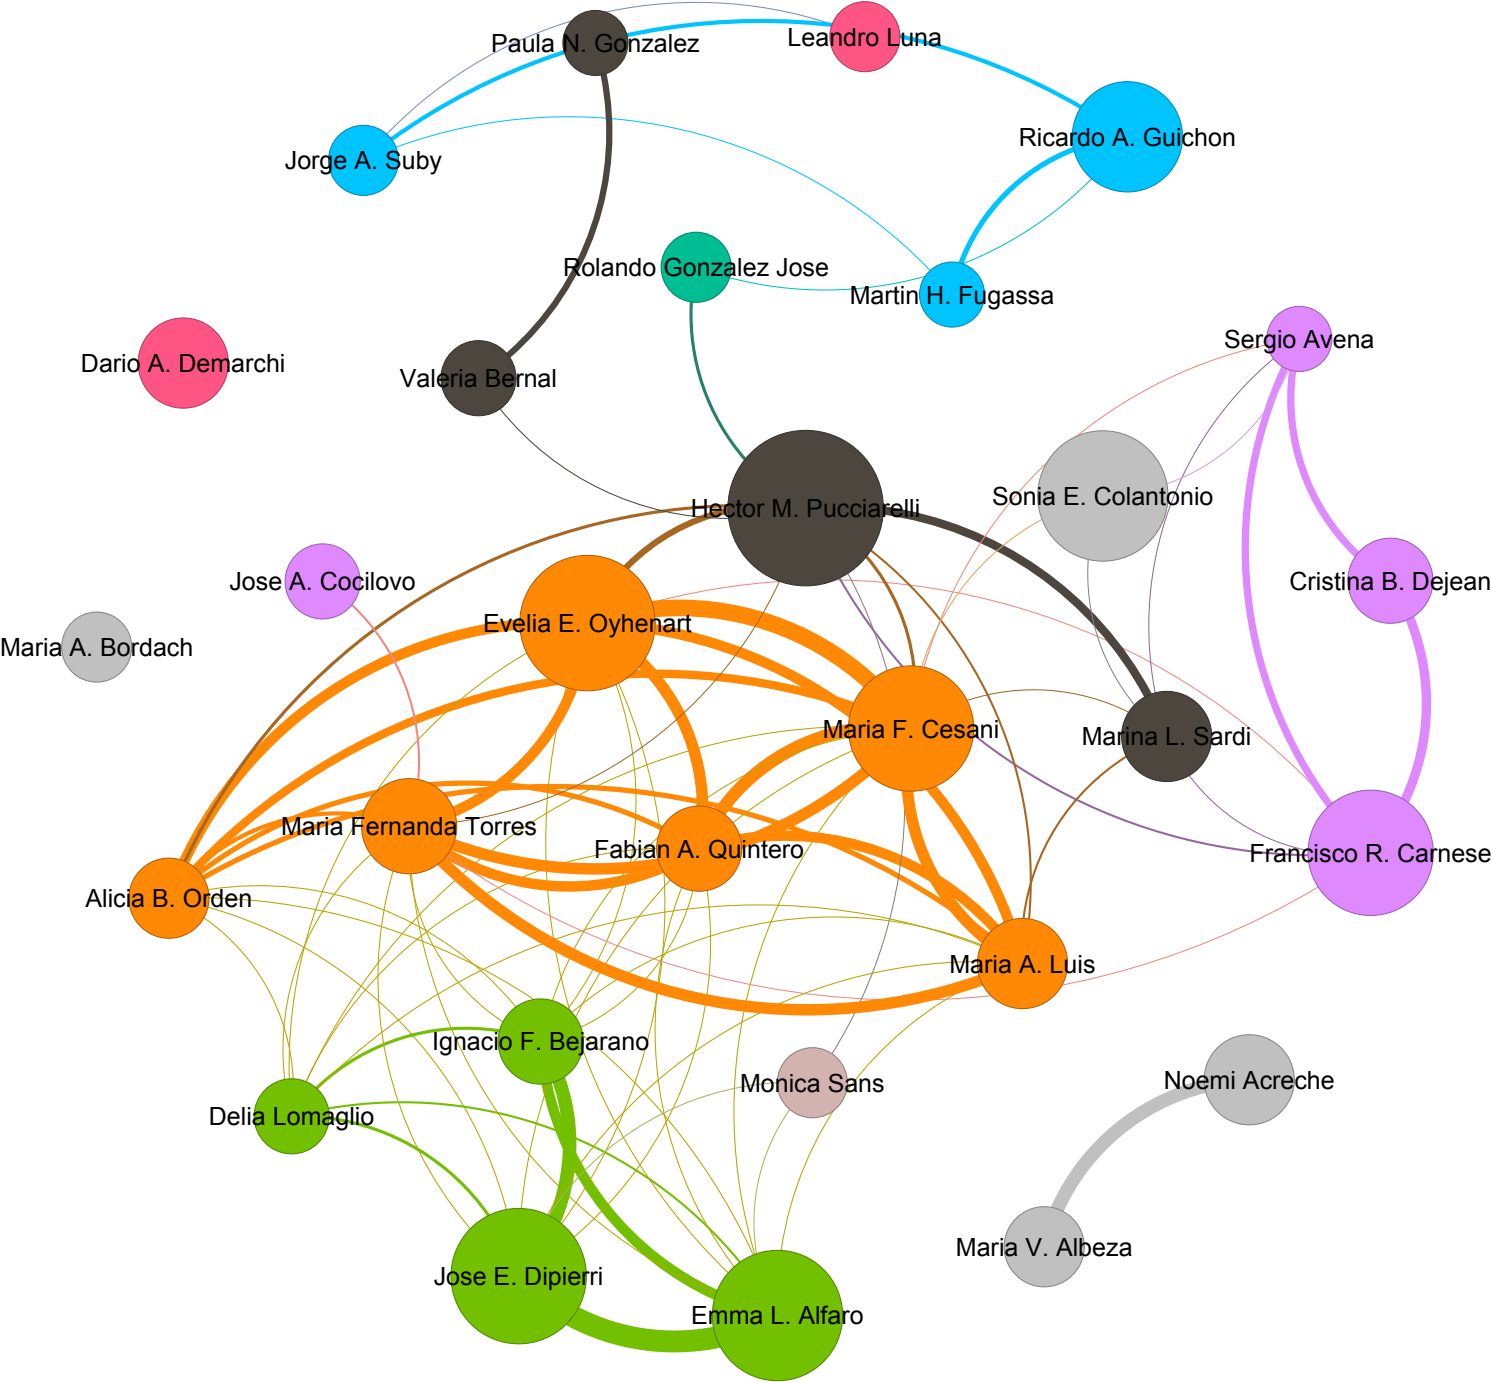 Paula N. Gonzalez
Leandro Luna
Ricardo A. Guichon
Jorge A. Suby
Rolando Gonzalez Jose
Martin H. Fugassa
Sergio Avena
Dario A. Demarchi
Valeria Bernal
Sonia E. Colantonio
Hector M. Pucciarelli
Jose A. Cocilovo
Cristina B. Dejean
Evelia E. Oyhenart
Maria A. Bordach
Maria F. Cesani
Marina L. Sardi
Maria Fernanda Torres
Fabian A. Quintero
Francisco R. Carnese
Alicia B. Orden
Maria A. Luis
Ignacio F. Bejarano
Monica Sans
Noemi Acreche
Delia Lomaglio
Maria V. Albeza
Jose E. Dipierri
Emma L. Alfaro